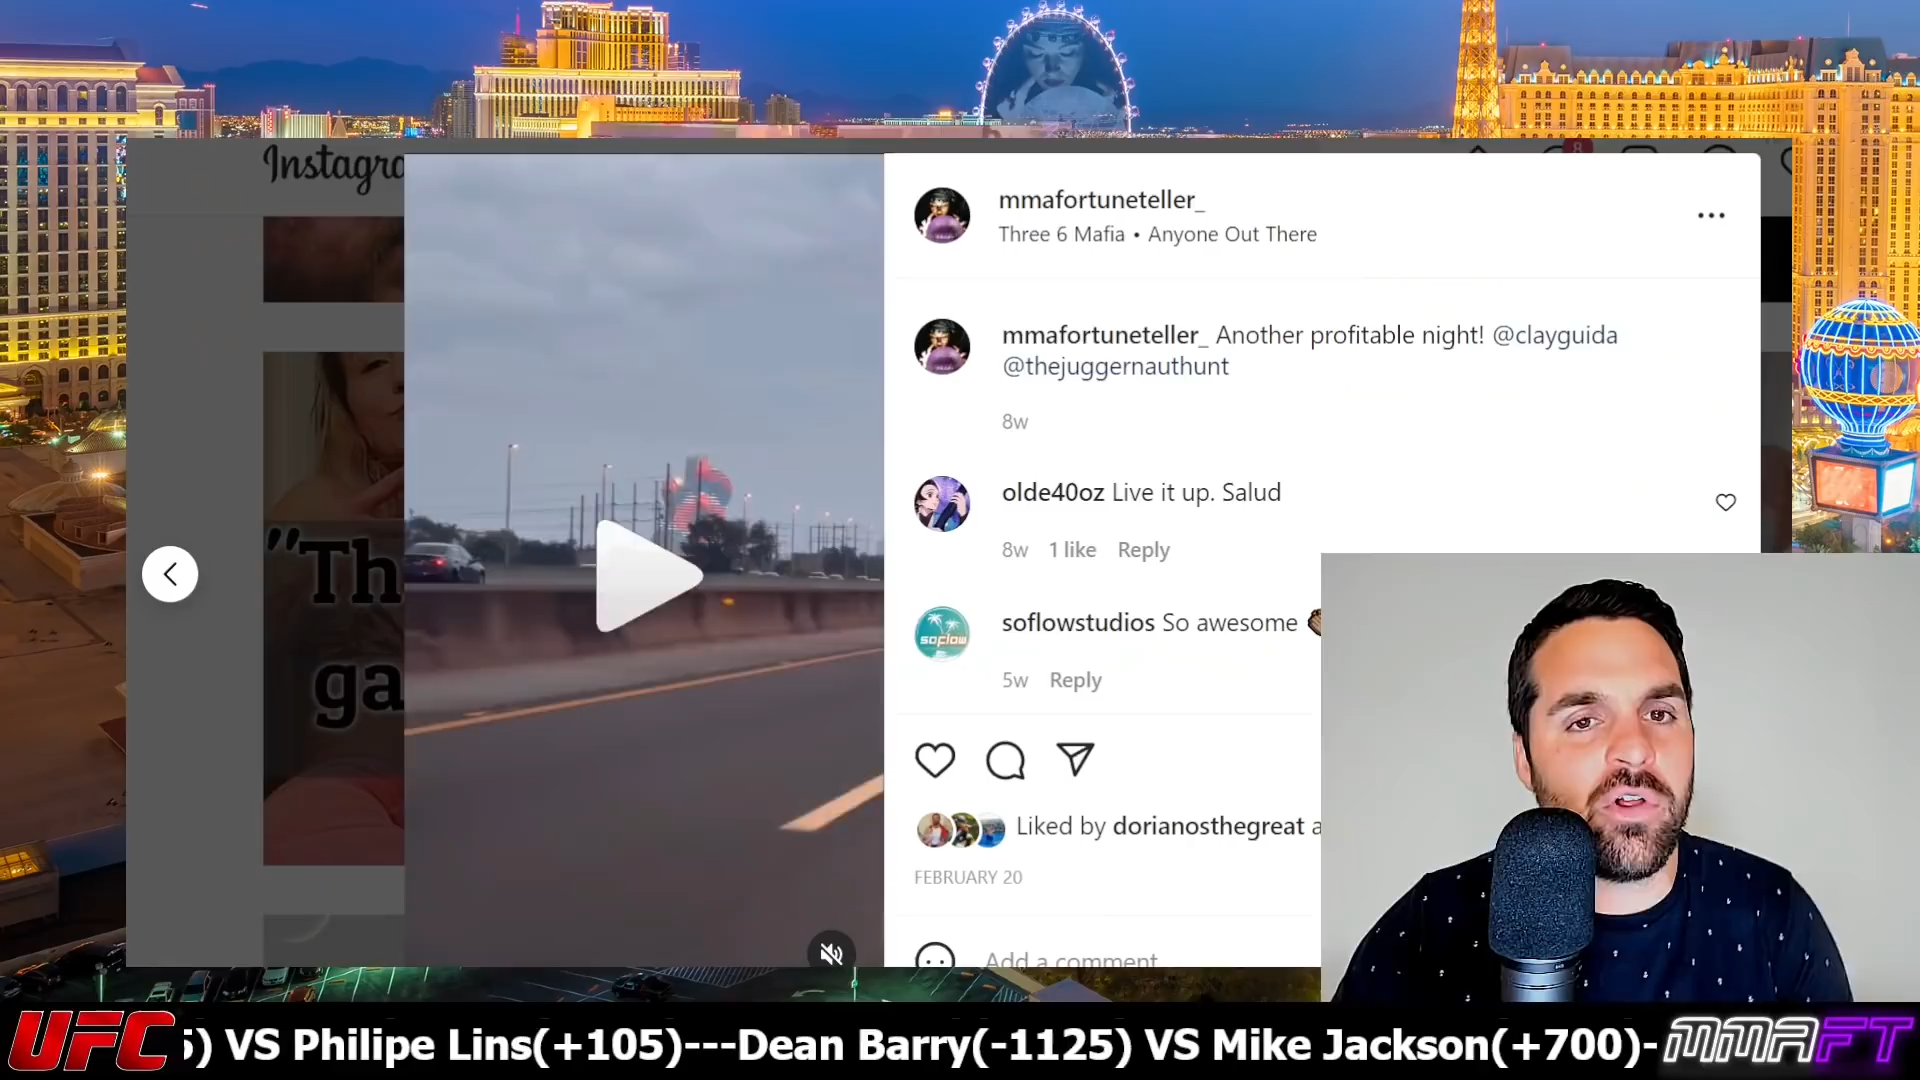 Instagra
8
mmafortuneteller_
Three 6 Mafia • Anyone Out There
mmafortuneteller_ Another profitable night! @clayguida
@thejuggernauthunt
8w
olde40oz Live it up. Salud
8w 1 like Reply
"Th
ga
soflow
soflowstudios So awesome
5w Reply
Liked by dorianosthegreat a
FEBRUARY 20
Add a comment
UFC 5) VS Philipe Lins(+105)---Dean Barry(-1125) VS Mike Jackson(+700)- MMAFT